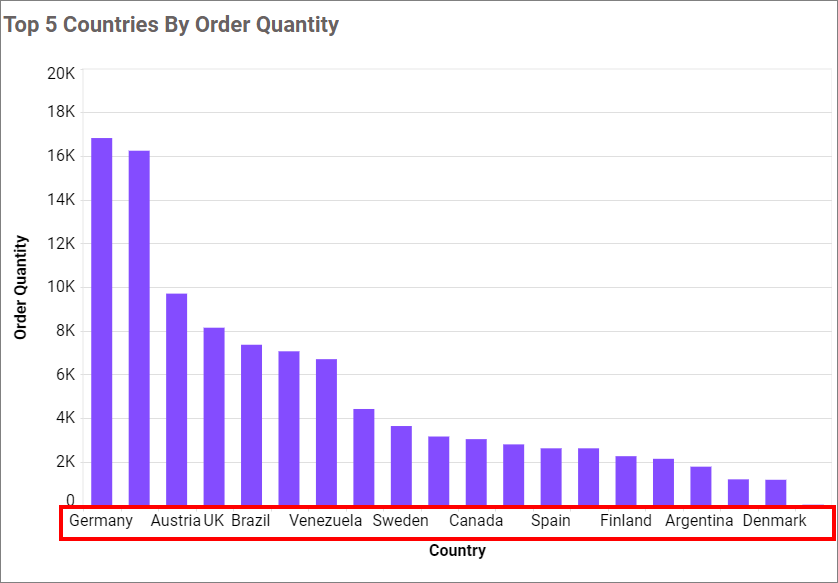 Top 5 Countries By Order Quantity
20K
18K
16K
14K
12K
10K
8K
6K
4K
2K
0
Order Quantity
Germany Austria UK Brazil Venezuela Sweden Canada Spain Finland Argentina Denmark
Country